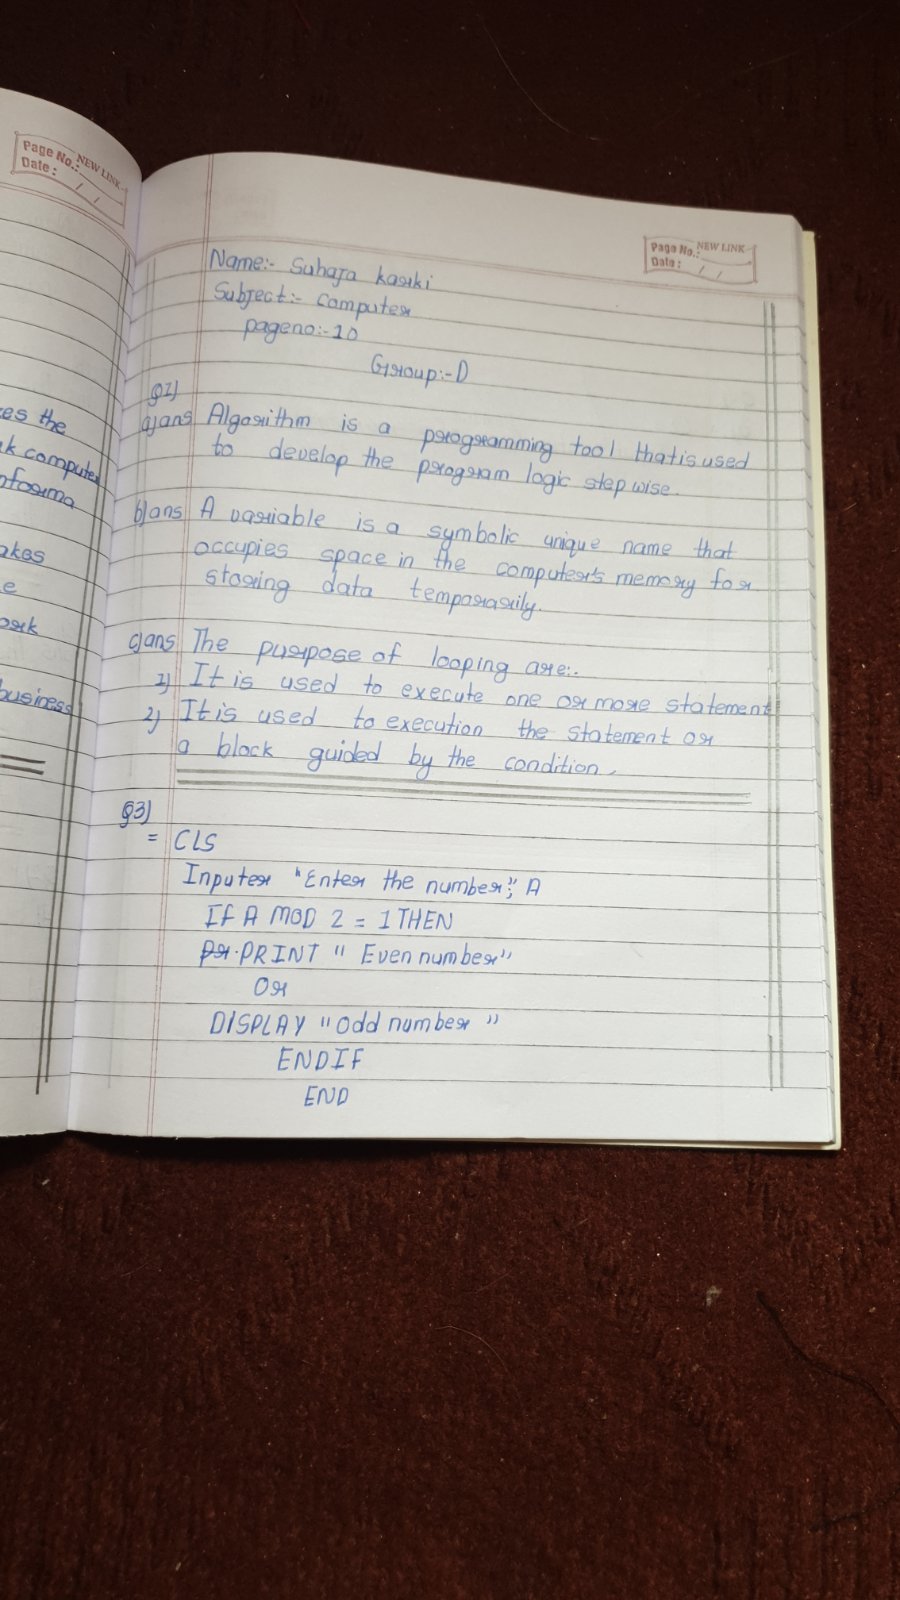 Page No.: NEW LINK
Date : / /
es the
k computer
nforma
akes
e
ork
business
Page No.: NEW LINK
Date : / /
Name:- Suhaja kaɤki
Subject:- Computer
pageno:- 10
Group:- D
Q2)
a)ans Algorithm is a programming tool that is used
to develop the program logic step wise.
b)ans A variable is a symbolic unique name that
occupies space in the computer's memory for
storing data temporarily.
c)ans The purpose of looping are:-
1) It is used to execute one or more statement
2) It is used to execution the statement or
a block guided by the condition.
Q3)
= CLS
Inputer "Enter the number"; A
If A MOD 2 = 1 THEN
PRINT " Even number"
Or
DISPLAY "Odd number "
ENDIF
END